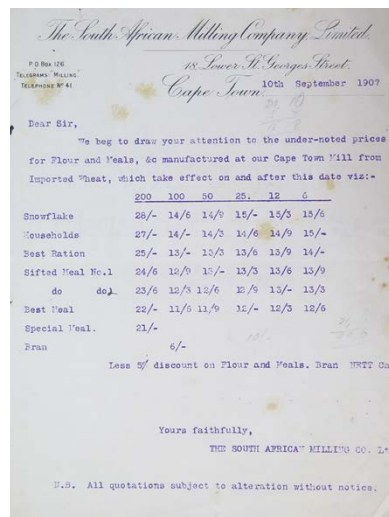 The South African Milling Company, Limited.
P.O Box 126
Telegrams "Milling"
Telephone No 41
18, Lower St. Georges Street.
Cape Town.
10th September 1907
Dear Sir,
We beg to draw your attention to the under-noted prices
for Flour and Meals, &c manufactured at our Cape Town Mill from
Imported Wheat, which take effect on and after this date viz:-
200 100 50 25. 12 6
Snowflake 28/- 14/6 14/9 15/- 15/3 15/6
Households 27/- 14/- 14/3 14/6 14/9 15/-
Best Ration 25/- 13/- 13/3 13/6 13/9 14/-
Sifted Meal No.1 24/6 12/9 13/- 13/3 13/6 13/9
do do 23/6 12/3 12/6 12/9 13/- 13/3
Best Meal 22/- 11/6 11/9 12/- 12/3 12/6
Special Meal. 21/-
Bran 6/-
Less 5% discount on Flour and Meals. Bran NETT
Yours faithfully,
THE SOUTH AFRICAN MILLING CO.
N.B. All quotations subject to alteration without notice.